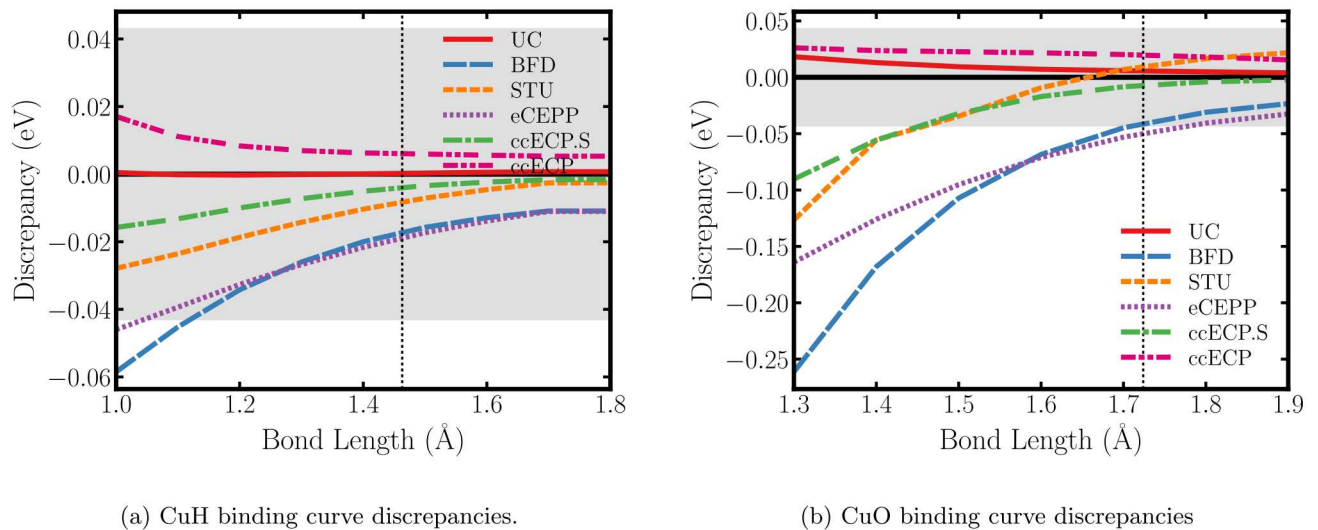 0.04
0.02
0.00
−0.02
−0.04
−0.06
Discrepancy (eV)
UC
BFD
STU
eCEPP
ccECP.S
ccECP
1.0 1.2 1.4 1.6 1.8
Bond Length (Å)
(a) CuH binding curve discrepancies.
0.05
0.00
−0.05
−0.10
−0.15
−0.20
−0.25
Discrepancy (eV)
UC
BFD
STU
eCEPP
ccECP.S
ccECP
1.3 1.4 1.5 1.6 1.7 1.8 1.9
Bond Length (Å)
(b) CuO binding curve discrepancies